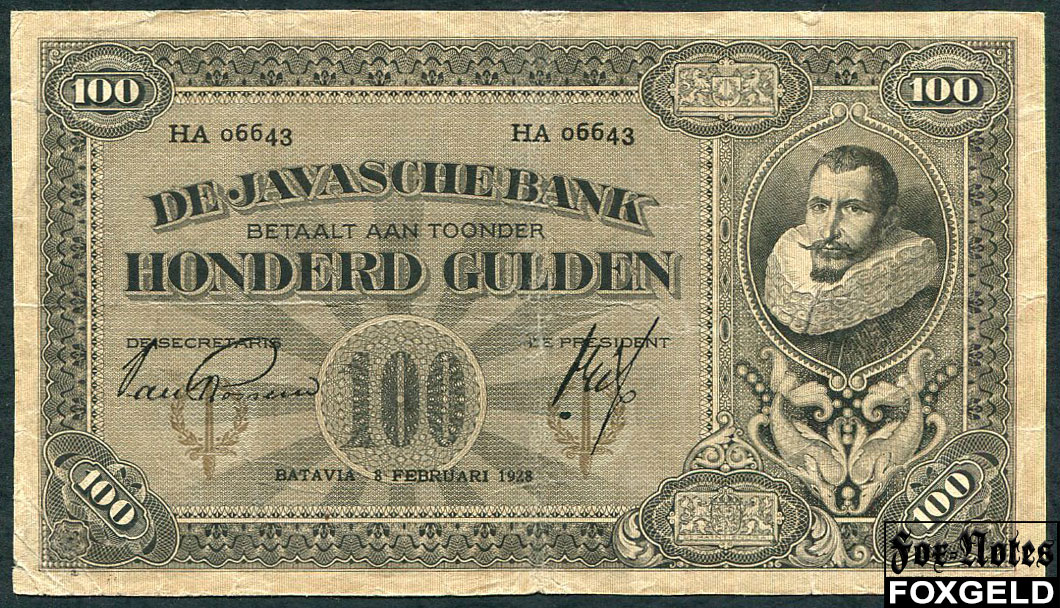 100 100
HA 06643 HA 06643
DE JAVASCHE BANK
BETAALT AAN TOONDER
HONDERD GULDEN
DE SECRETARIS DE PRESIDENT
100
BATAVIA - 8 FEBRUARI 1928
100 100
Fox-Notes
FOXGELD